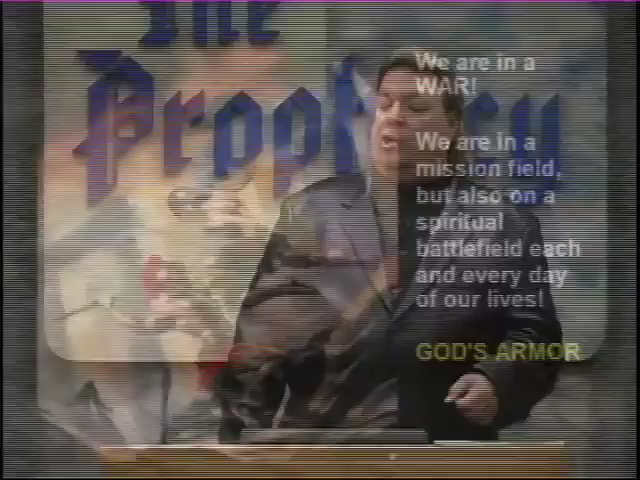 The
Prophecy
We are in a
WAR!
We are in a
mission field,
but also on a
spiritual
battlefield each
and every day
of our lives!
GOD'S ARMOR